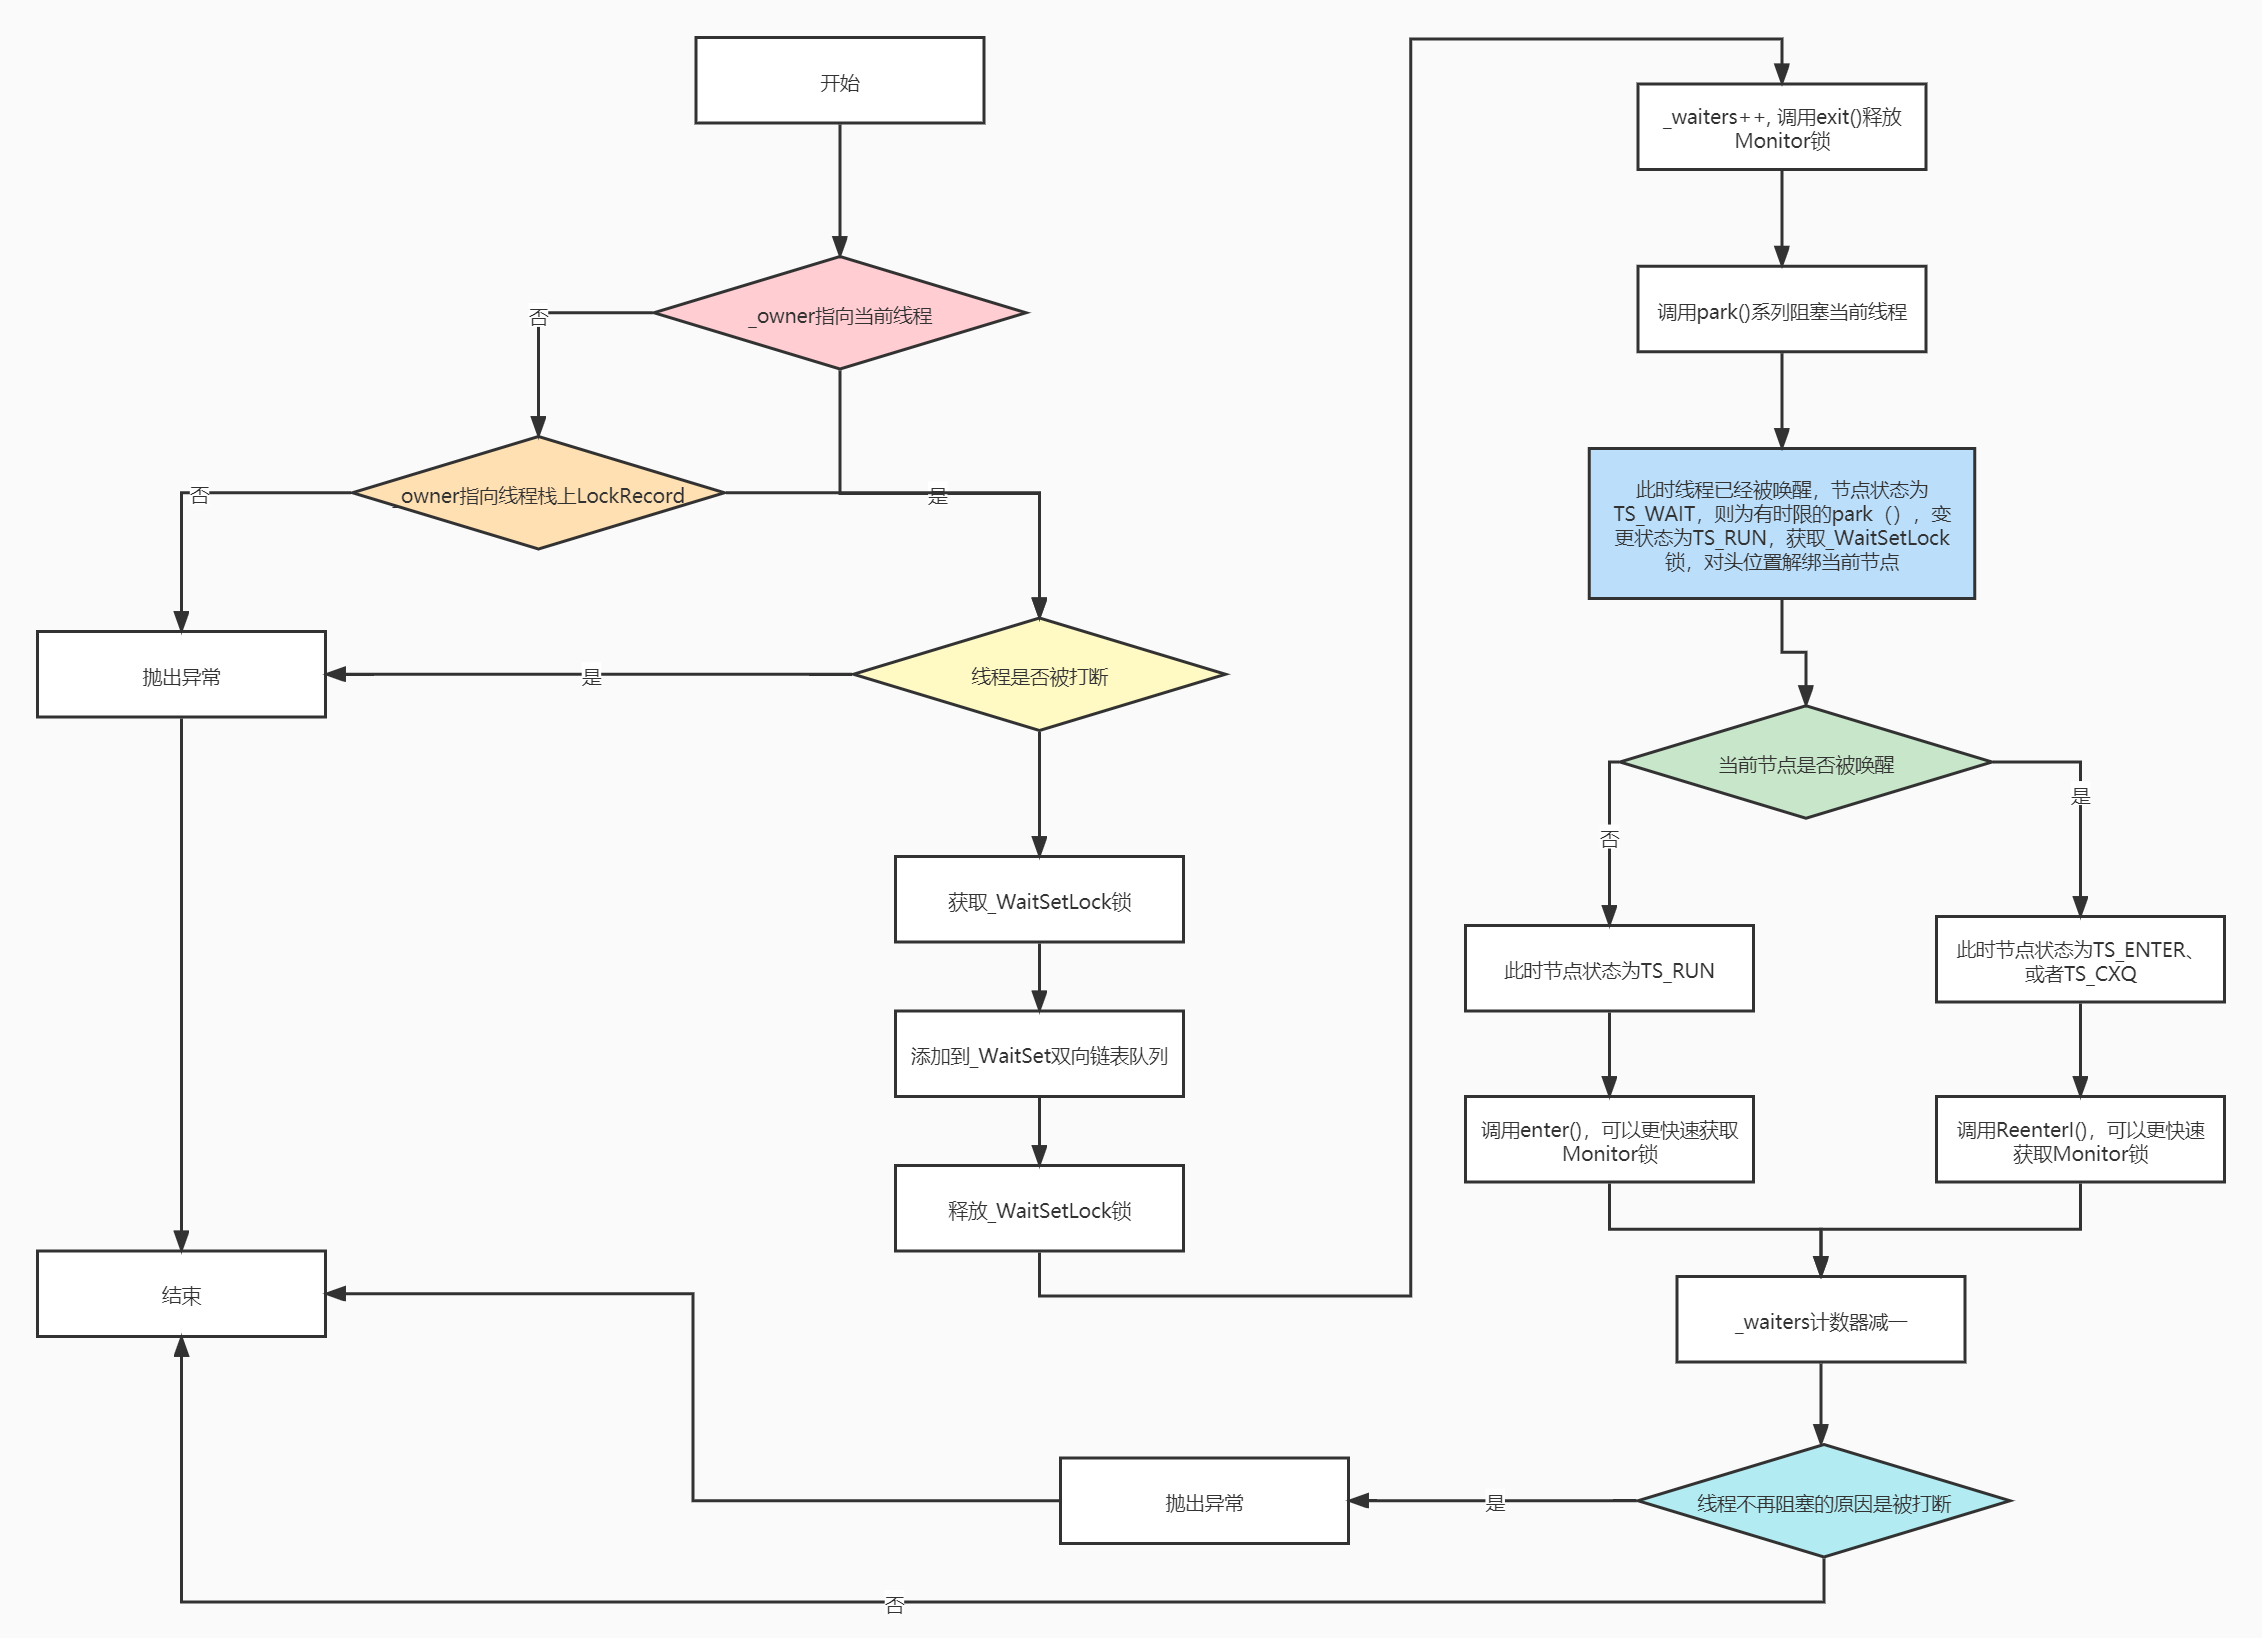 开始
_owner指向当前线程
否
_owner指向线程栈上LockRecord
否
是
抛出异常
是
线程是否被打断
获取_WaitSetLock锁
添加到_WaitSet双向链表队列
释放_WaitSetLock锁
结束
_waiters++, 调用exit()释放
Monitor锁
调用park()系列阻塞当前线程
此时线程已经被唤醒，节点状态为
TS_WAIT，则为有时限的park（），变
更状态为TS_RUN，获取_WaitSetLock
锁，对头位置解绑当前节点
当前节点是否被唤醒
否
是
此时节点状态为TS_RUN
此时节点状态为TS_ENTER、
或者TS_CXQ
调用enter()，可以更快速获取
Monitor锁
调用ReenterI()，可以更快速
获取Monitor锁
_waiters计数器减一
线程不再阻塞的原因是被打断
是
抛出异常
否